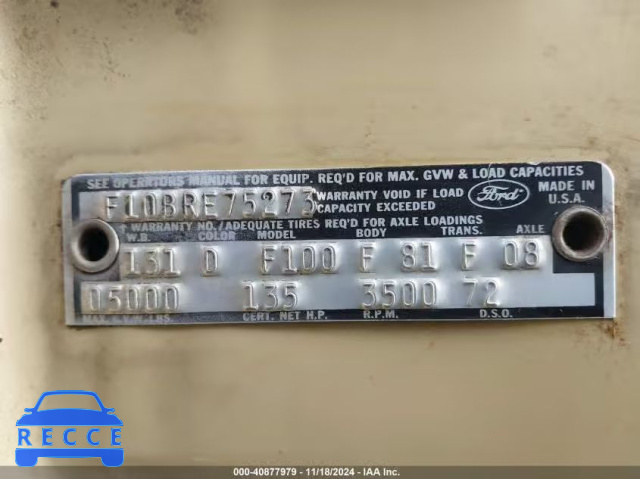 SEE OPERATORS MANUAL FOR EQUIP. REQ'D FOR MAX. GVW & LOAD CAPACITIES
F10BRE75273 WARRANTY VOID IF LOAD CAPACITY EXCEEDED Ford MADE IN U.S.A.
WARRANTY NO./ADEQUATE TIRES REQ'D FOR AXLE LOADINGS
W.B. COLOR MODEL BODY TRANS. AXLE
131 D F100 F 81 F 08
05000 135 3500 72
LBS CERT. NET H.P. R.P.M. D.S.O.
RECCE
000-40877979 - 11/18/2024 - IAA Inc.